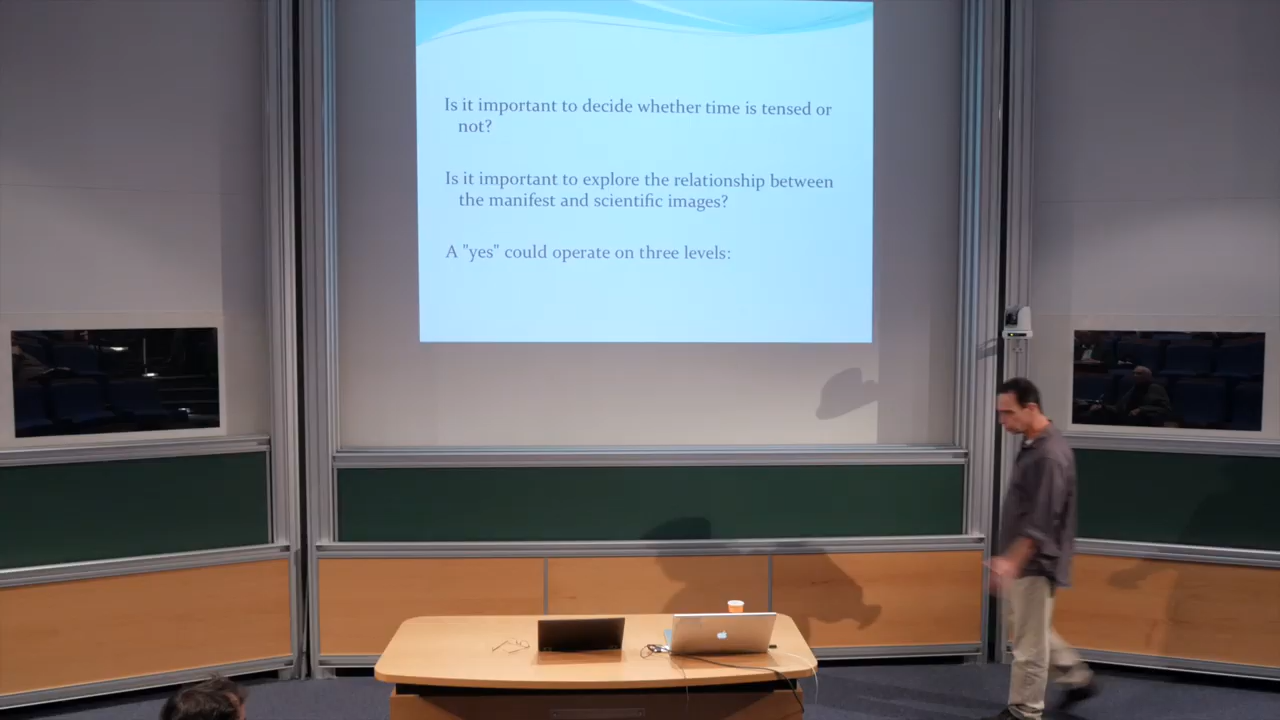 Is it important to decide whether time is tensed or
not?
Is it important to explore the relationship between
the manifest and scientific images?
A "yes" could operate on three levels: